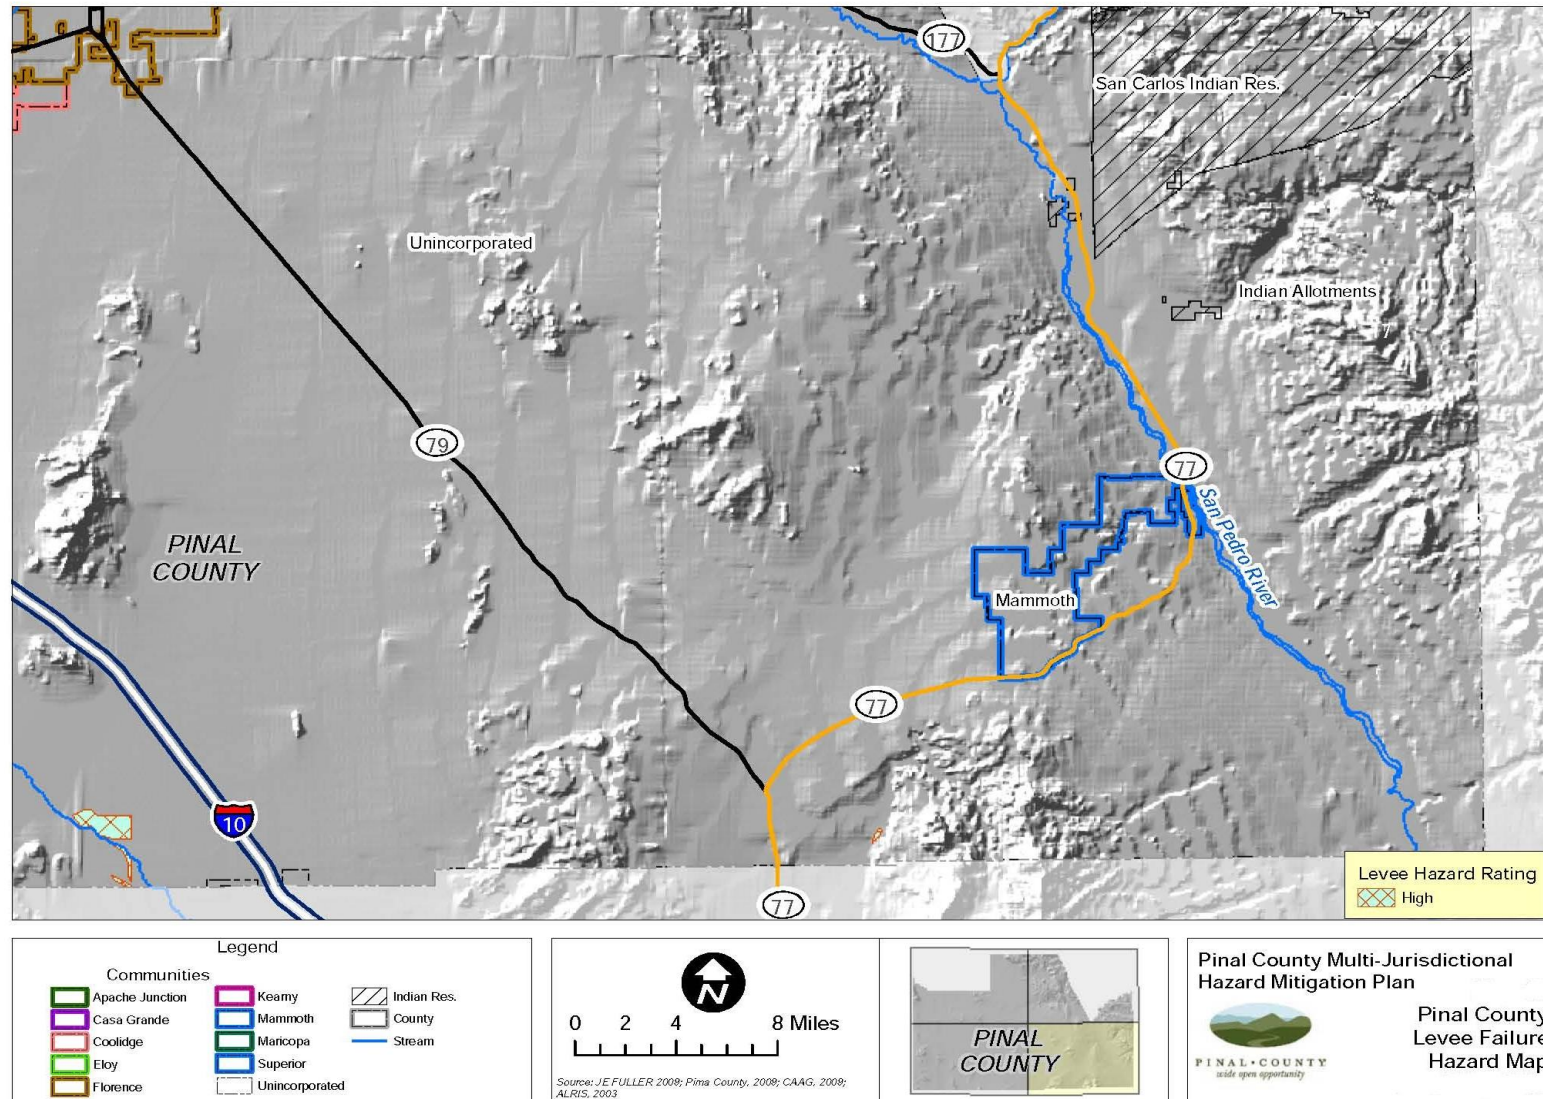 177
San Carlos Indian Res.
Unincorporated
Indian Allotments
79
77
San Pedro River
PINAL
COUNTY
Mammoth
77
10
77
Levee Hazard Rating
High
Legend
Communities
Apache Junction
Casa Grande
Coolidge
Eloy
Florence
Kearny
Mammoth
Maricopa
Superior
Unincorporated
Indian Res.
County
Stream
N
0 2 4 8 Miles
Source: JE FULLER 2009; Pima County, 2009; CAAG, 2009;
ALRIS, 2003
PINAL
COUNTY
Pinal County Multi-Jurisdictional
Hazard Mitigation Plan
PINAL • COUNTY
wide open opportunity
Pinal County
Levee Failure
Hazard Map